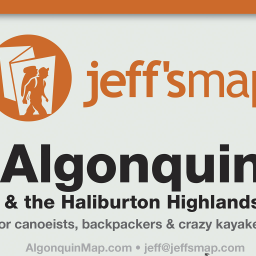 jeff'smap
Algonquin
& the Haliburton Highlands
or canoeists, backpackers & crazy kayake
AlgonquinMap.com • jeff@jeffsmap.com